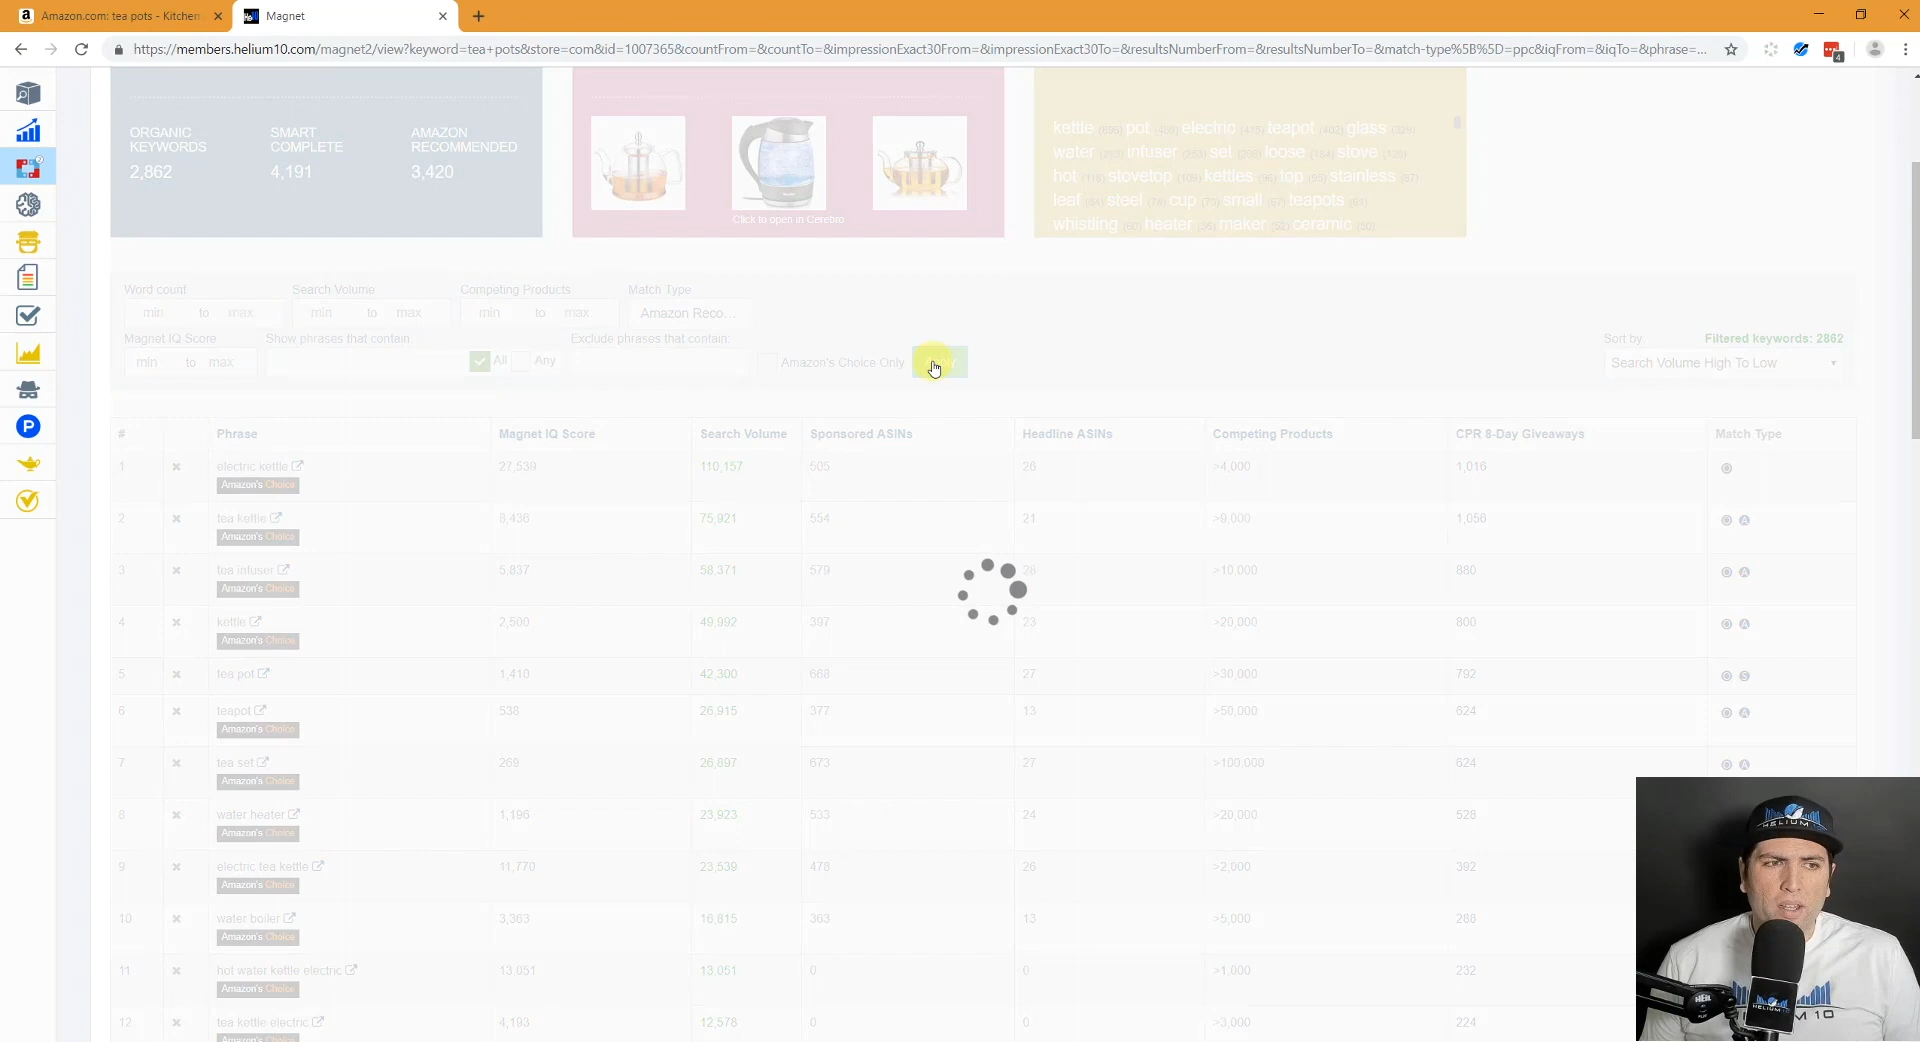 Amazon.com: tea pots - Kitchen
Magnet
https://members.helium10.com/magnet2/view?keyword=tea+pots&store=com&id=1007365&countFrom=&countTo=&impressionExact30From=&impressionExact30To=&resultsNumberFrom=&resultsNumberTo=&match-type%5B%5D=ppc&iqFrom=&iqTo=&phrase=...
4
ORGANIC KEYWORDS SMART COMPLETE AMAZON RECOMMENDED
2,862 4,191 3,420
Click to open in Cerebro
kettle pot electric teapot glass
water infuser set loose stove
hot stovetop kettles top stainless
leaf steel cup small teapots
whistling heater maker ceramic
Word count Search Volume Competing Products Match Type
min to max min to max min to max Amazon Reco...
Magnet IQ Score Show phrases that contain: Exclude phrases that contain: Sort by: Filtered keywords: 2862
min to max All Any Amazon's Choice Only Search Volume High To Low
# Phrase Magnet IQ Score Search Volume Sponsored ASINs Headline ASINs Competing Products CPR 8-Day Giveaways Match Type
1 electric kettle 27,539 110,157 505 26 >4,000 1,016 O
Amazon's Choice
2 tea kettle 8,436 75,921 554 21 >9,000 1,056 O A
Amazon's Choice
3 tea infuser 5,837 58,371 579 28 >10,000 880 O A
Amazon's Choice
4 kettle 2,500 49,992 397 23 >20,000 800 O A
Amazon's Choice
5 tea pot 1,410 42,300 668 27 >30,000 792 O S
6 teapot 538 26,915 377 13 >50,000 624 O A
Amazon's Choice
7 tea set 269 26,897 673 27 >100,000 624 O A
Amazon's Choice
8 water heater 1,196 23,923 533 24 >20,000 528
Amazon's Choice
9 electric tea kettle 11,770 23,539 478 26 >2,000 392
Amazon's Choice
10 water boiler 3,363 16,815 363 13 >5,000 288
Amazon's Choice
11 hot water kettle electric 13,051 13,051 0 0 >1,000 232
Amazon's Choice
12 tea kettle electric 4,193 12,578 0 0 >3,000 224
Amazon's Choice
HELIUM 10
HELIUM 10